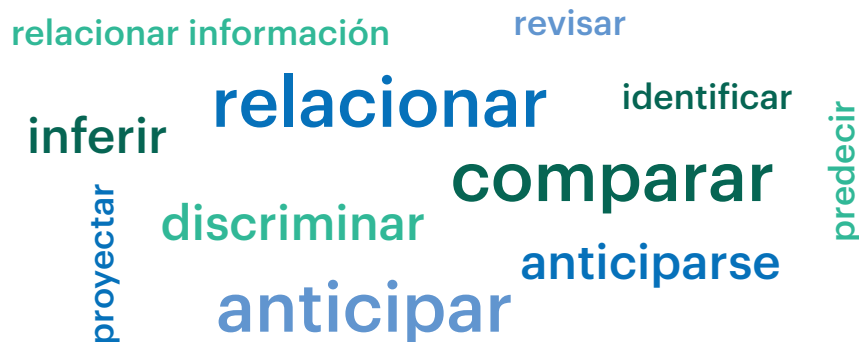 relacionar información
revisar
relacionar
identificar
inferir
predecir
comparar
proyectar
discriminar
anticiparse
anticipar